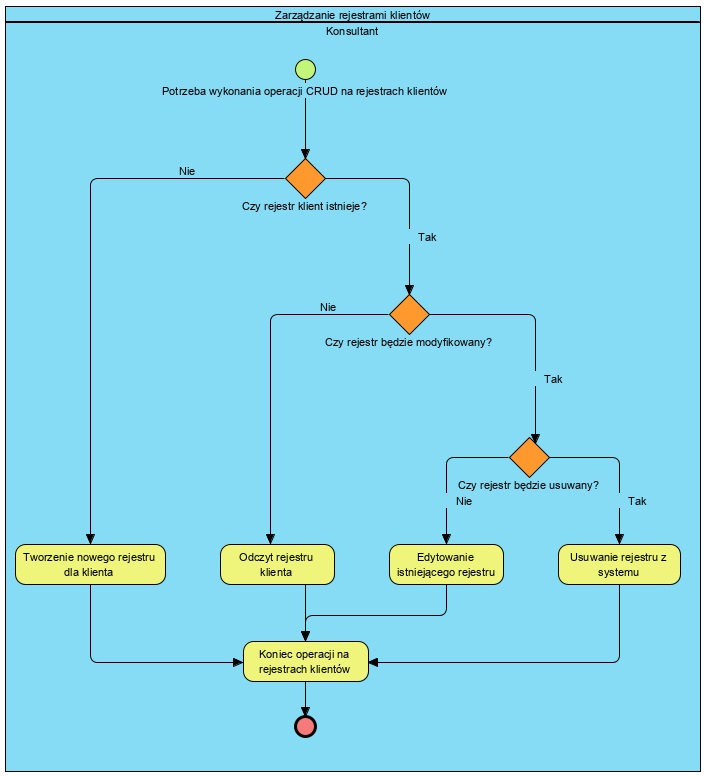 Zarządzanie rejestrami klientów
Konsultant
Potrzeba wykonania operacji CRUD na rejestrach klientów
Nie
Czy rejestr klient istnieje?
Tak
Nie
Czy rejestr będzie modyfikowany?
Tak
Czy rejestr będzie usuwany?
Nie
Tak
Tworzenie nowego rejestru
dla klienta
Odczyt rejestru
klienta
Edytowanie
istniejącego rejestru
Usuwanie rejestru z
systemu
Koniec operacji na
rejestrach klientów